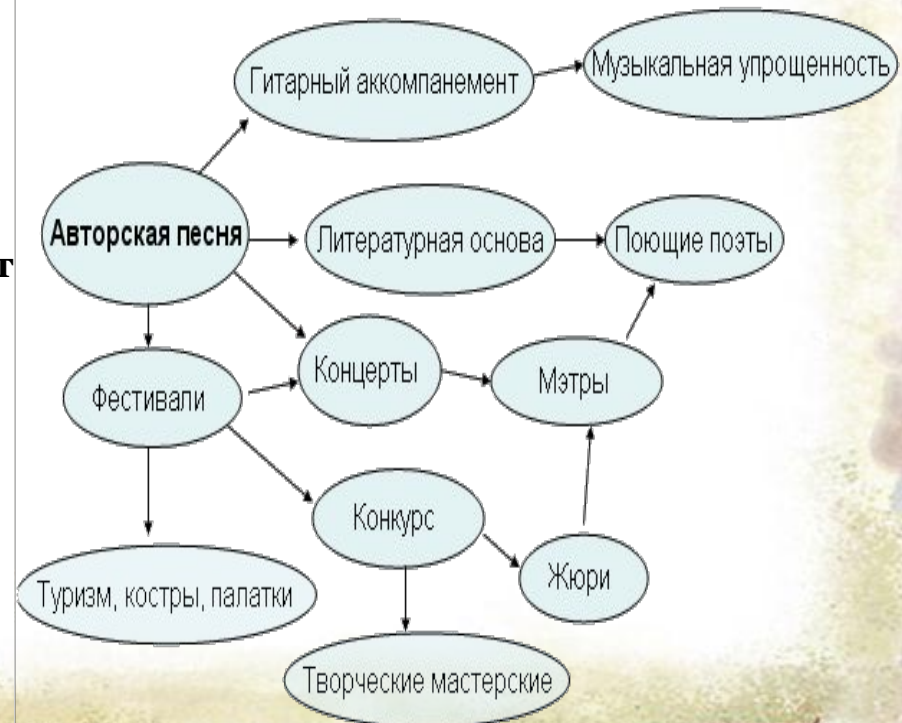 Гитарный аккомпанемент
Музыкальная упрощенность
Авторская песня
Литературная основа
Поющие поэты
г
Концерты
Мэтры
Фестивали
Конкурс
Жюри
Туризм, костры, палатки
Творческие мастерские